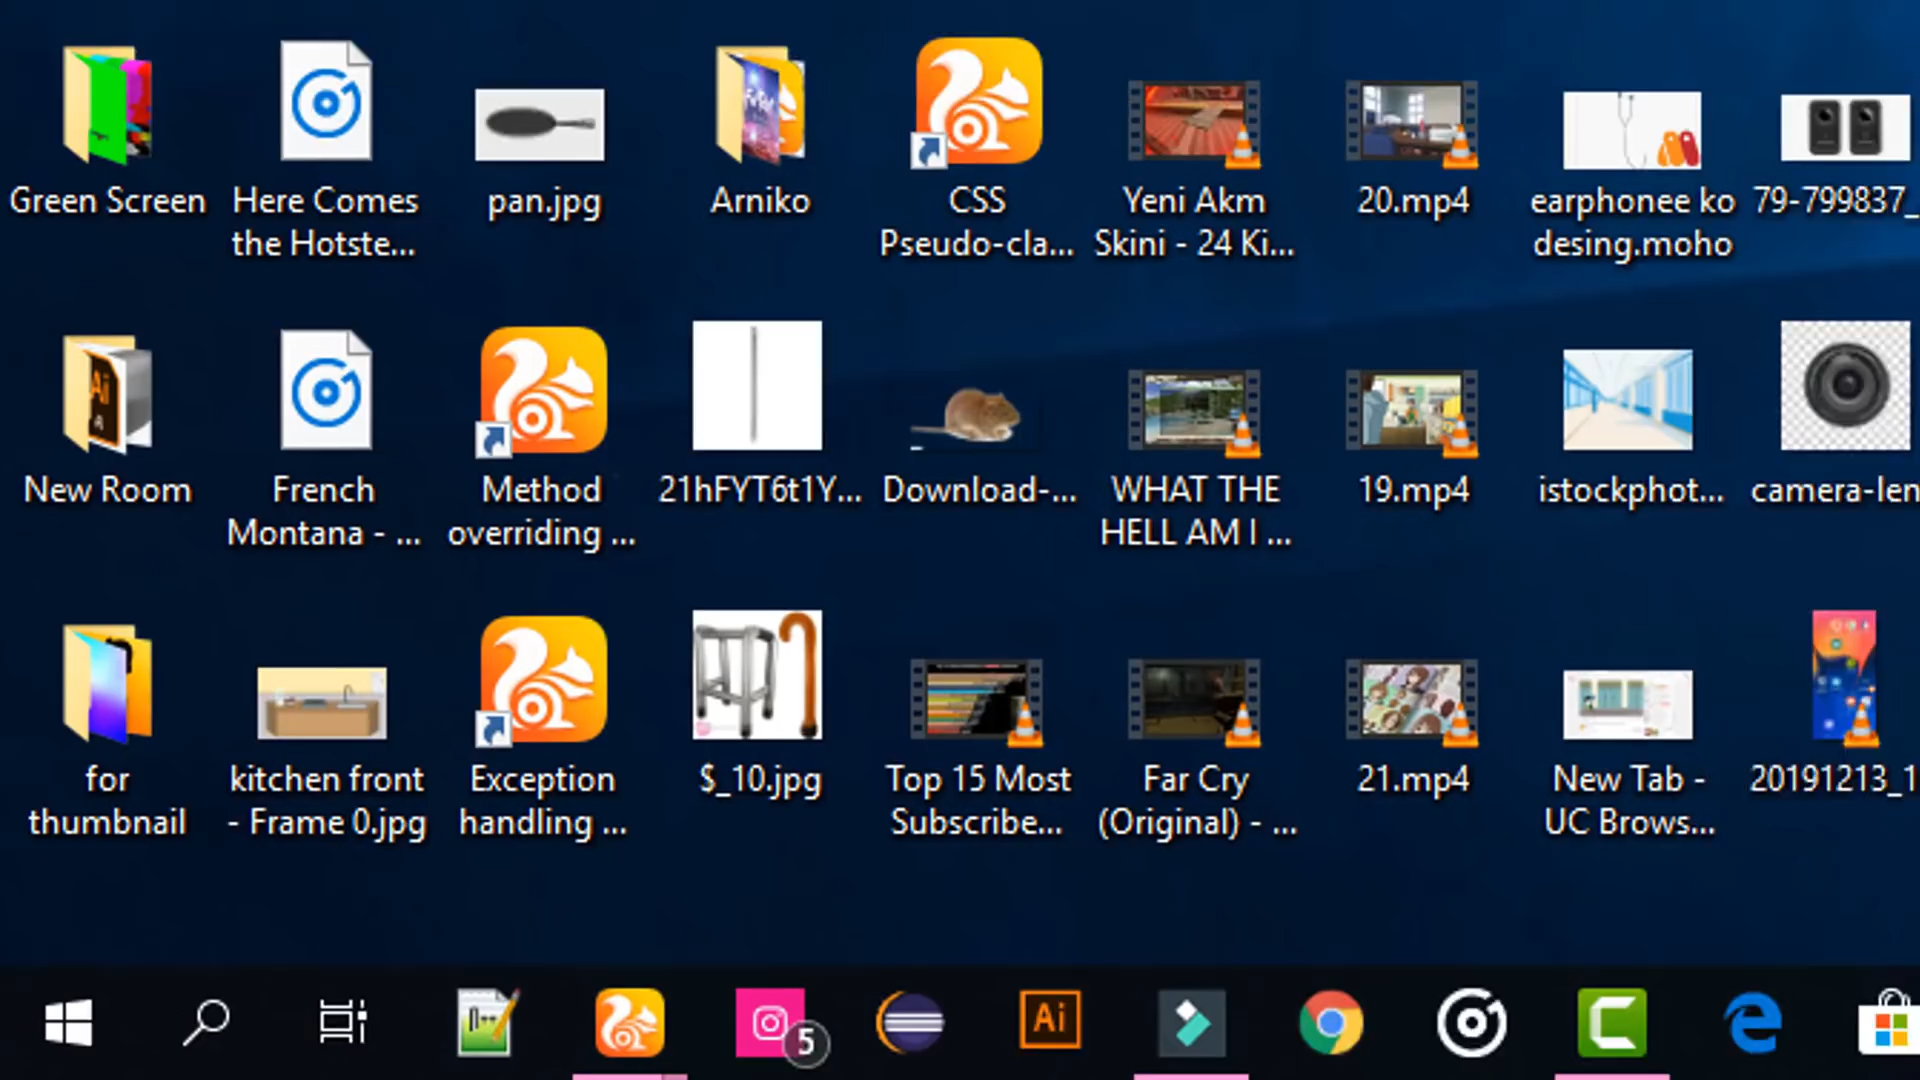 Green Screen
Here Comes
the Hotste...
pan.jpg
Arniko
CSS
Pseudo-cla...
Yeni Akm
Skini - 24 Ki...
20.mp4
earphonee ko
desing.moho
79-799837_
New Room
Ai
French
Montana - ...
Method
overriding ...
21hFYT6t1Y...
Download-...
WHAT THE
HELL AM I ...
19.mp4
istockphot...
camera-len
for
thumbnail
kitchen front
- Frame 0.jpg
Exception
handling ...
$_10.jpg
Top 15 Most
Subscribe...
Far Cry
(Original) - ...
21.mp4
New Tab -
UC Brows...
20191213_1
5
Ai